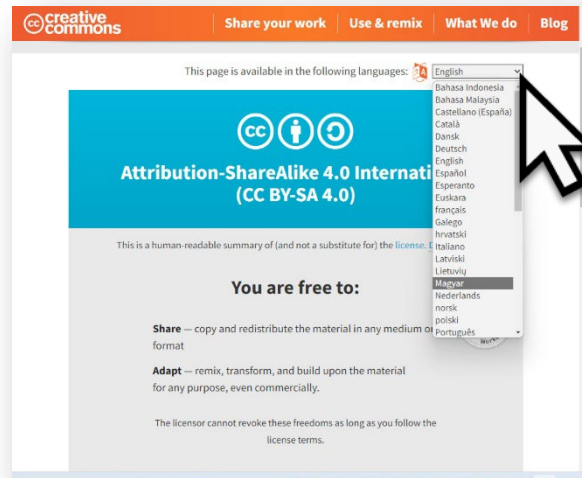 creative commons
Share your work
Use & remix
What We do
Blog
This page is available in the following languages:
English
Bahasa Indonesia
Bahasa Malaysia
Castellano (España)
Català
Dansk
Deutsch
English
Español
Esperanto
Euskara
français
Galego
hrvatski
Italiano
Latviski
Lietuvių
Magyar
Nederlands
norsk
polski
Português
cc
Attribution-ShareAlike 4.0
(CC BY-SA 4.0)
This is a human-readable summary of (and not a substitute for) the license.
You are free to:
Share — copy and redistribute the material in any medium
format
Adapt — remix, transform, and build upon the material
for any purpose, even commercially.
The licensor cannot revoke these freedoms as long as you follow the
license terms.